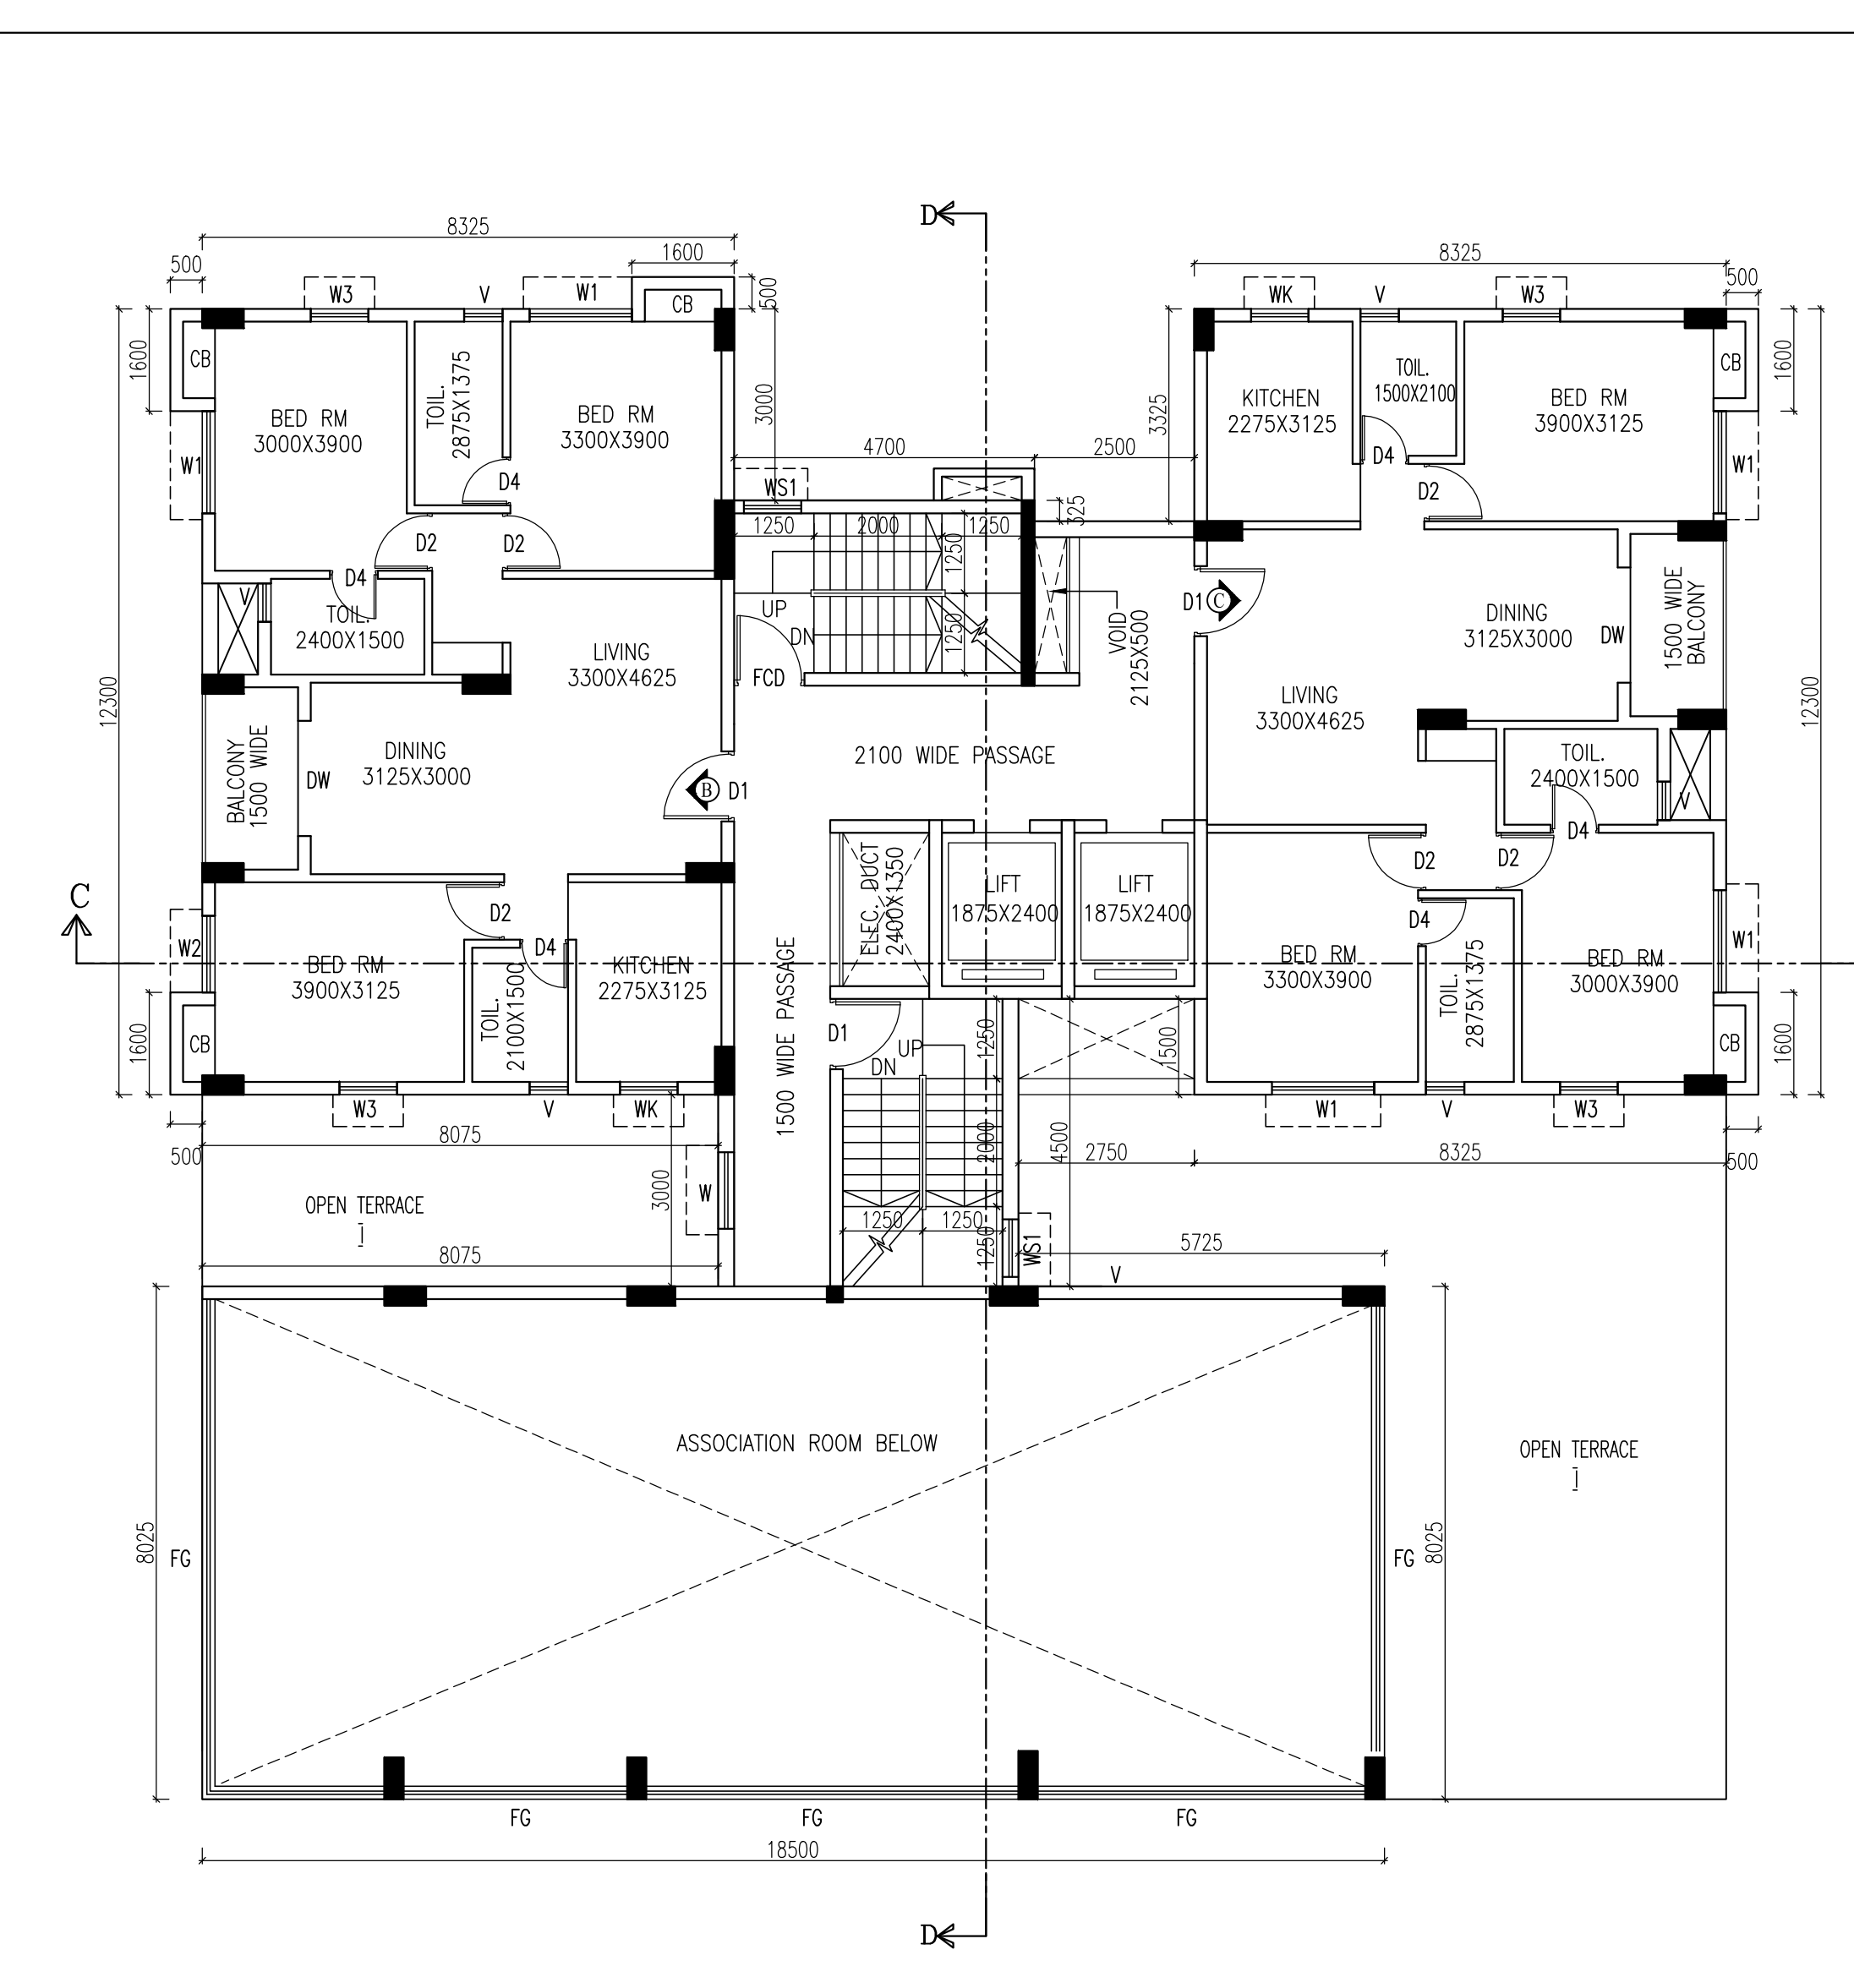 D
8325
1600
8325
500
500
500
W3
V
W1
CB
WK
V
W3
CB
1600
BED RM
3000X3900
TOIL.
2875X1375
BED RM
3300X3900
3000
3325
KITCHEN
2275X3125
TOIL.
1500X2100
BED RM
3900X3125
CB
1600
W1
D4
4700
2500
D4
W1
WS1
D2
325
1250
2000
1250
1250
D2
D2
D4
V
TOIL.
2400X1500
UP
DN
1250
FCD
VOID
2125X500
D1
C
DINING
3125X3000
DW
1500 WIDE
BALCONY
LIVING
3300X4625
LIVING
3300X4625
12300
12300
BALCONY
1500 WIDE
DW
DINING
3125X3000
B
D1
2100 WIDE PASSAGE
TOIL.
2400X1500
V
D4
D2
D2
C
W2
D2
D4
BED RM
3900X3125
TOIL.
2100X1500
KITCHEN
2275X3125
ELEC. DUCT
2400X1350
LIFT
1875X2400
LIFT
1875X2400
D4
BED RM
3300X3900
TOIL.
2875X1375
BED RM
3000X3900
W1
CB
1600
1500 WIDE PASSAGE
D1
UP
DN
1250
1500
CB
1600
W3
V
WK
W1
V
W3
8075
500
2000
4500
2750
8325
500
3000
W
OPEN TERRACE
1250
1250
1250
WS1
5725
8075
V
ASSOCIATION ROOM BELOW
OPEN TERRACE
8025
FG
FG
8025
FG
FG
FG
18500
D